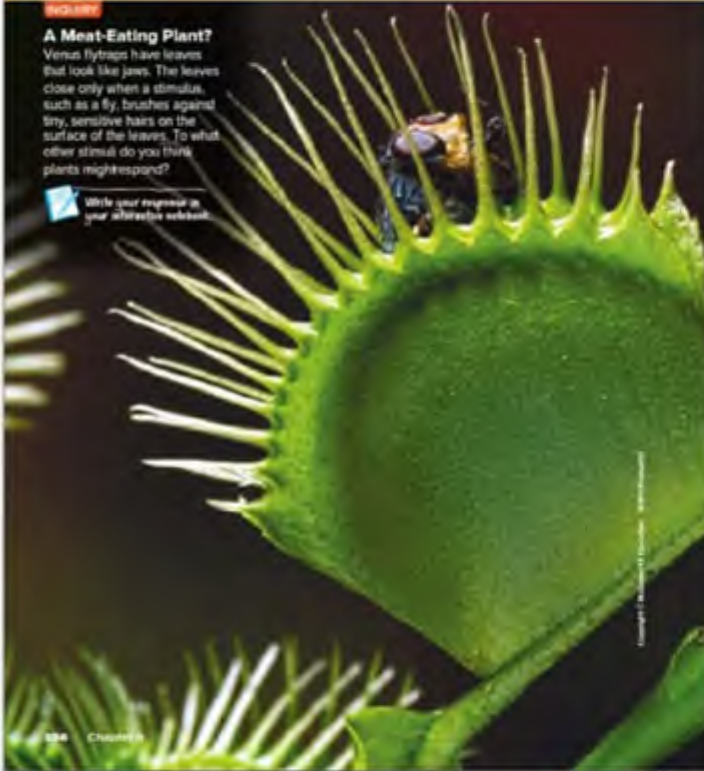 INQUIRY
A Meat-Eating Plant?
Venus flytraps have leaves
that look like jaws. The leaves
close only when a stimulus,
such as a fly, brushes against
tiny, sensitive hairs on the
surface of the leaves. To what
other stimuli do you think
plants might respond?
Write your response in
your interactive notebook.
Chapter